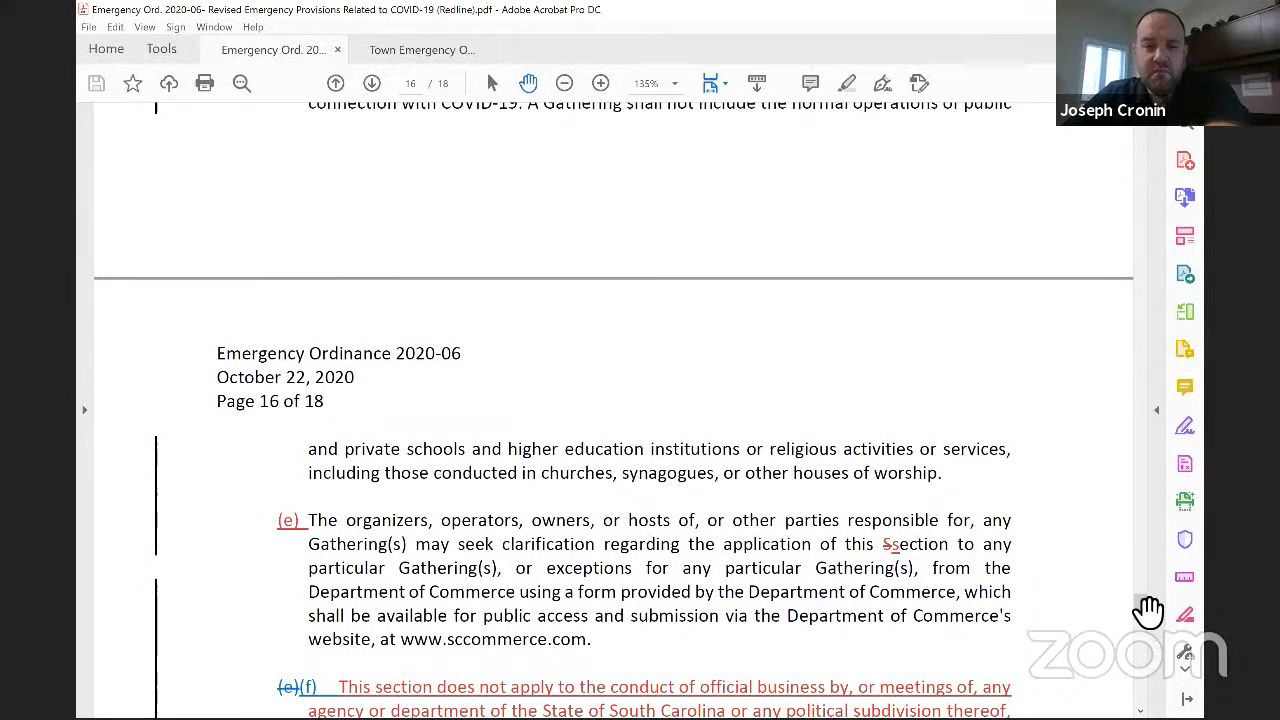 Emergency Ord. 2020-06- Revised Emergency Provisions Related to COVID-19 (Redline).pdf - Adobe Acrobat Pro DC
File Edit View Sign Window Help
Home Tools Emergency Ord. 20... × Town Emergency O...
16 / 18 135%
Joseph Cronin
connection with COVID-19. A Gathering shall not include the normal operations of public
Emergency Ordinance 2020-06
October 22, 2020
Page 16 of 18
and private schools and higher education institutions or religious activities or services,
including those conducted in churches, synagogues, or other houses of worship.
(e) The organizers, operators, owners, or hosts of, or other parties responsible for, any
Gathering(s) may seek clarification regarding the application of this Ssection to any
particular Gathering(s), or exceptions for any particular Gathering(s), from the
Department of Commerce using a form provided by the Department of Commerce, which
shall be available for public access and submission via the Department of Commerce's
website, at www.sccommerce.com.
zoom
(e)(f) This section does not apply to the conduct of official business by, or meetings of, any
agency or department of the State of South Carolina or any political subdivision thereof,